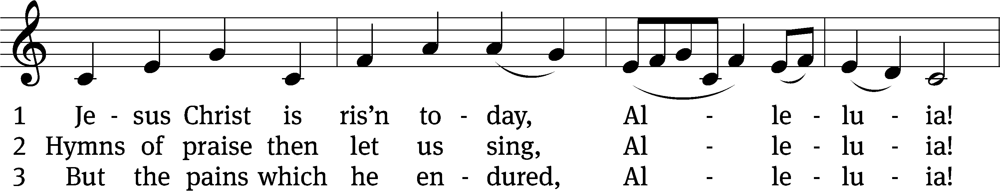 1 Je - sus Christ is ris’n to - day, Al - le - lu - ia!
2 Hymns of praise then let us sing, Al - le - lu - ia!
3 But the pains which he en - dured, Al - le - lu - ia!